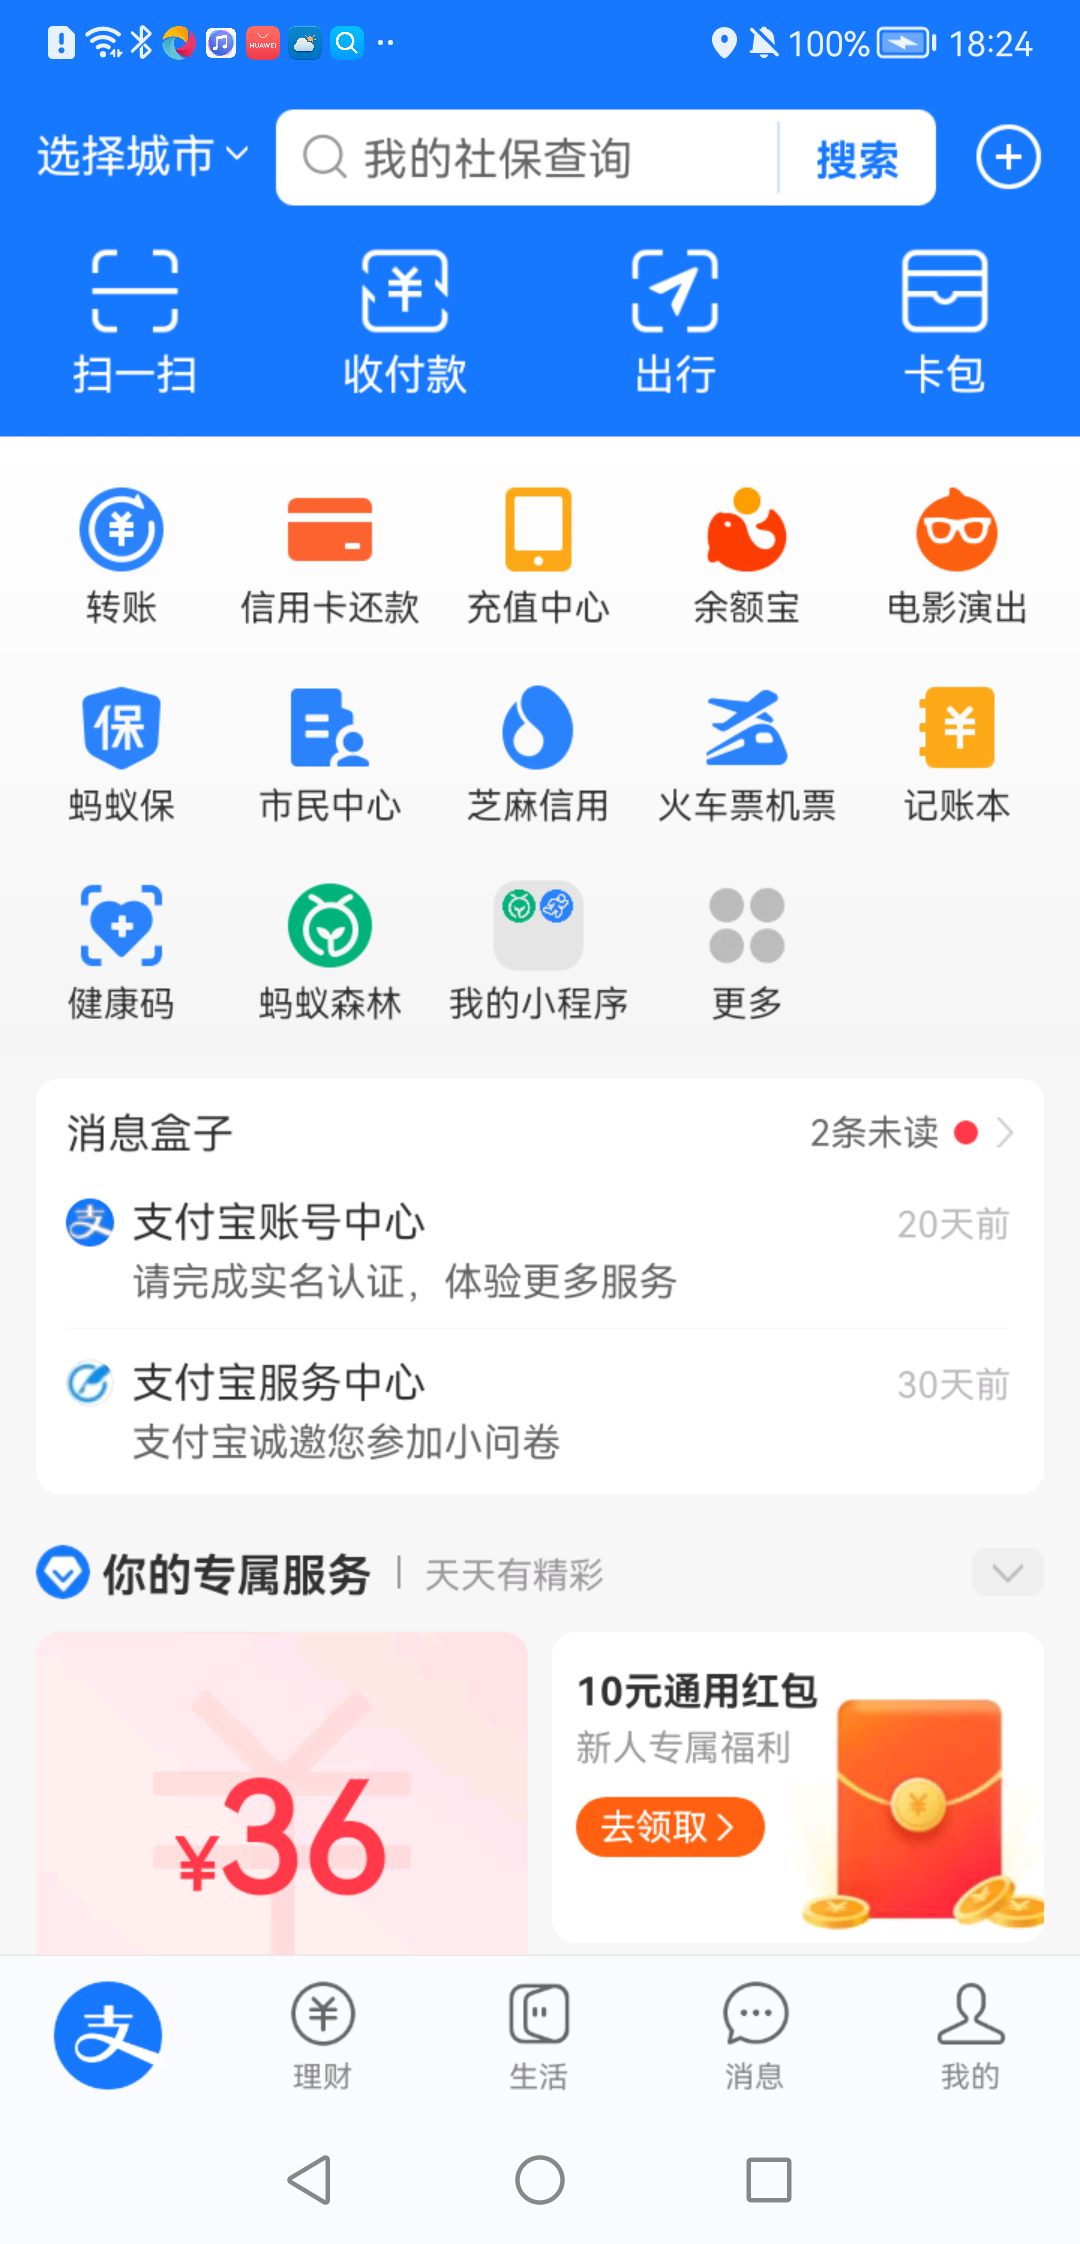 100% 18:24
选择城市 我的社保查询 搜索
扫一扫 收付款 出行 卡包
转账 信用卡还款 充值中心 余额宝 电影演出
保
蚂蚁保 市民中心 芝麻信用 火车票机票 记账本
健康码 蚂蚁森林 我的小程序 更多
消息盒子 2条未读
支付宝账号中心 20天前
请完成实名认证，体验更多服务
支付宝服务中心 30天前
支付宝诚邀您参加小问卷
你的专属服务 | 天天有精彩
¥36
10元通用红包
新人专属福利
去领取
支 理财 生活 消息 我的